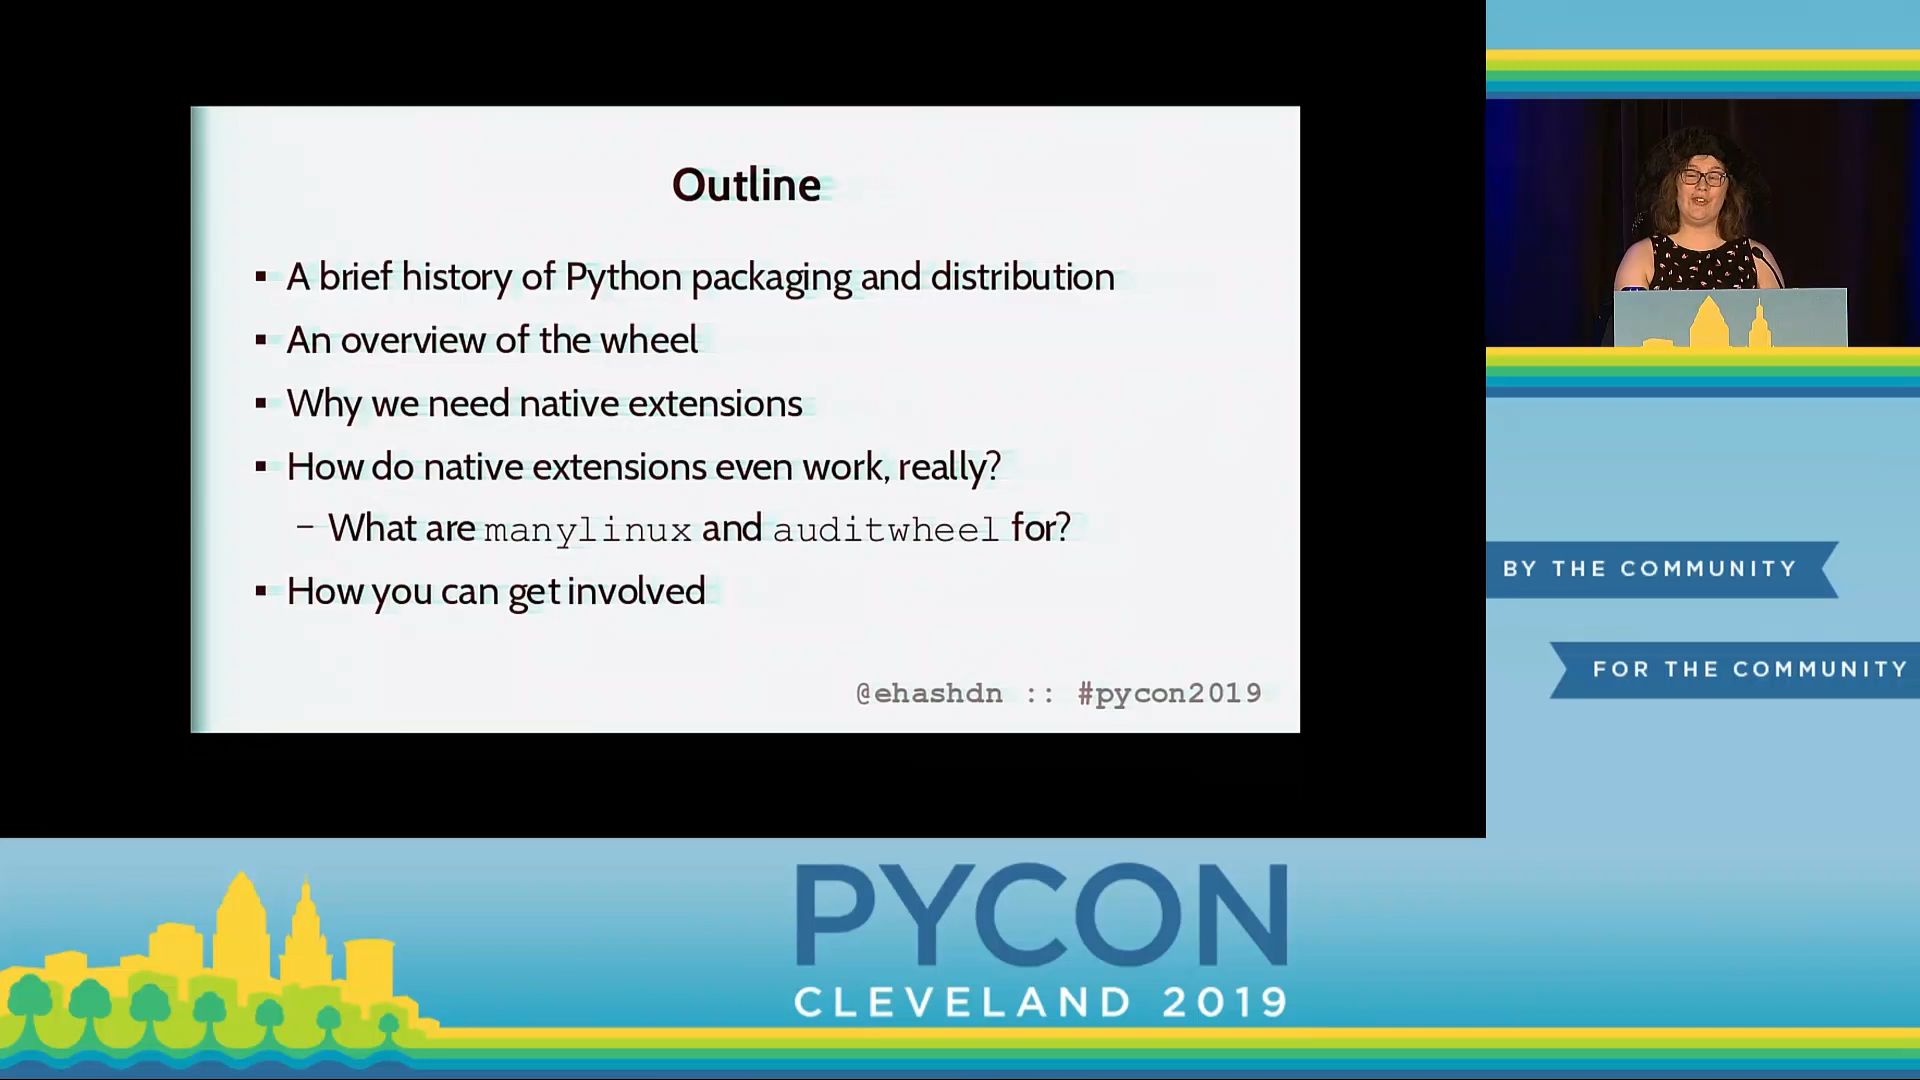 Outline
▪ A brief history of Python packaging and distribution
▪ An overview of the wheel
▪ Why we need native extensions
▪ How do native extensions even work, really?
– What are manylinux and auditwheel for?
▪ How you can get involved
@ehashdn :: #pycon2019
BY THE COMMUNITY
FOR THE COMMUNITY
PYCON
CLEVELAND 2019